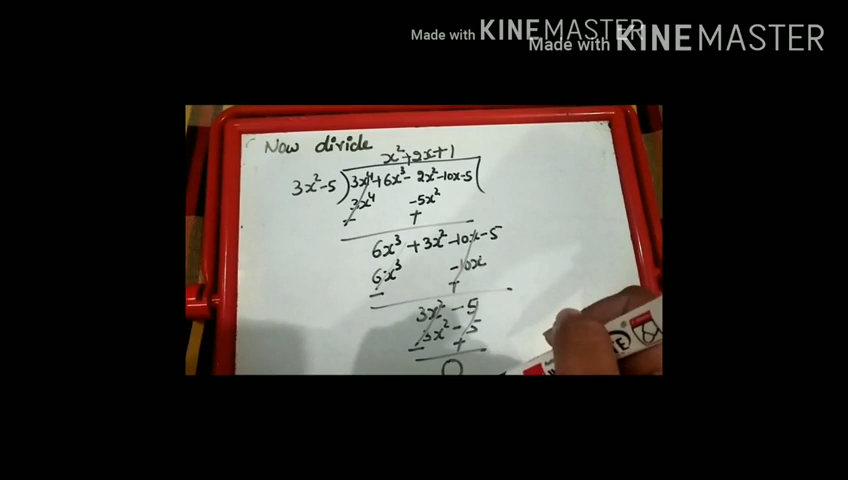 Made with KINEMASTER
Made with KINEMASTER
Now divide
x²+2x+1
3x²-5)3x⁴+6x³-2x²-10x-5(
3x⁴ -5x²
- +
6x³+3x²-10x-5
6x³ -10x
- +
3x²-5
3x²-5
- +
0